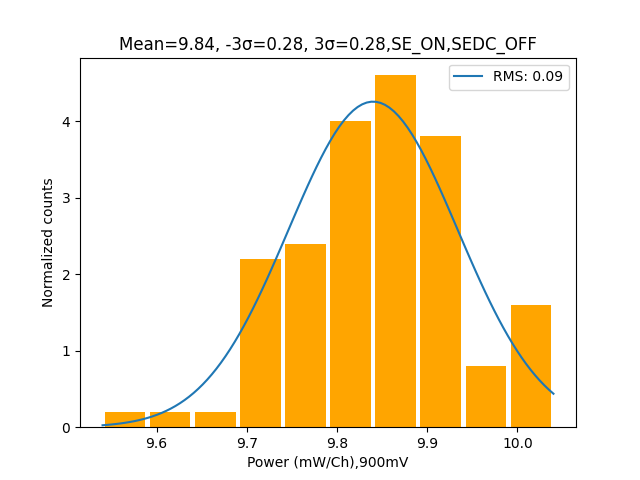 Mean=9.84, -3σ=0.28, 3σ=0.28,SE_ON,SEDC_OFF
RMS: 0.09
Normalized counts
4
3
2
1
0
9.6 9.7 9.8 9.9 10.0
Power (mW/Ch),900mV